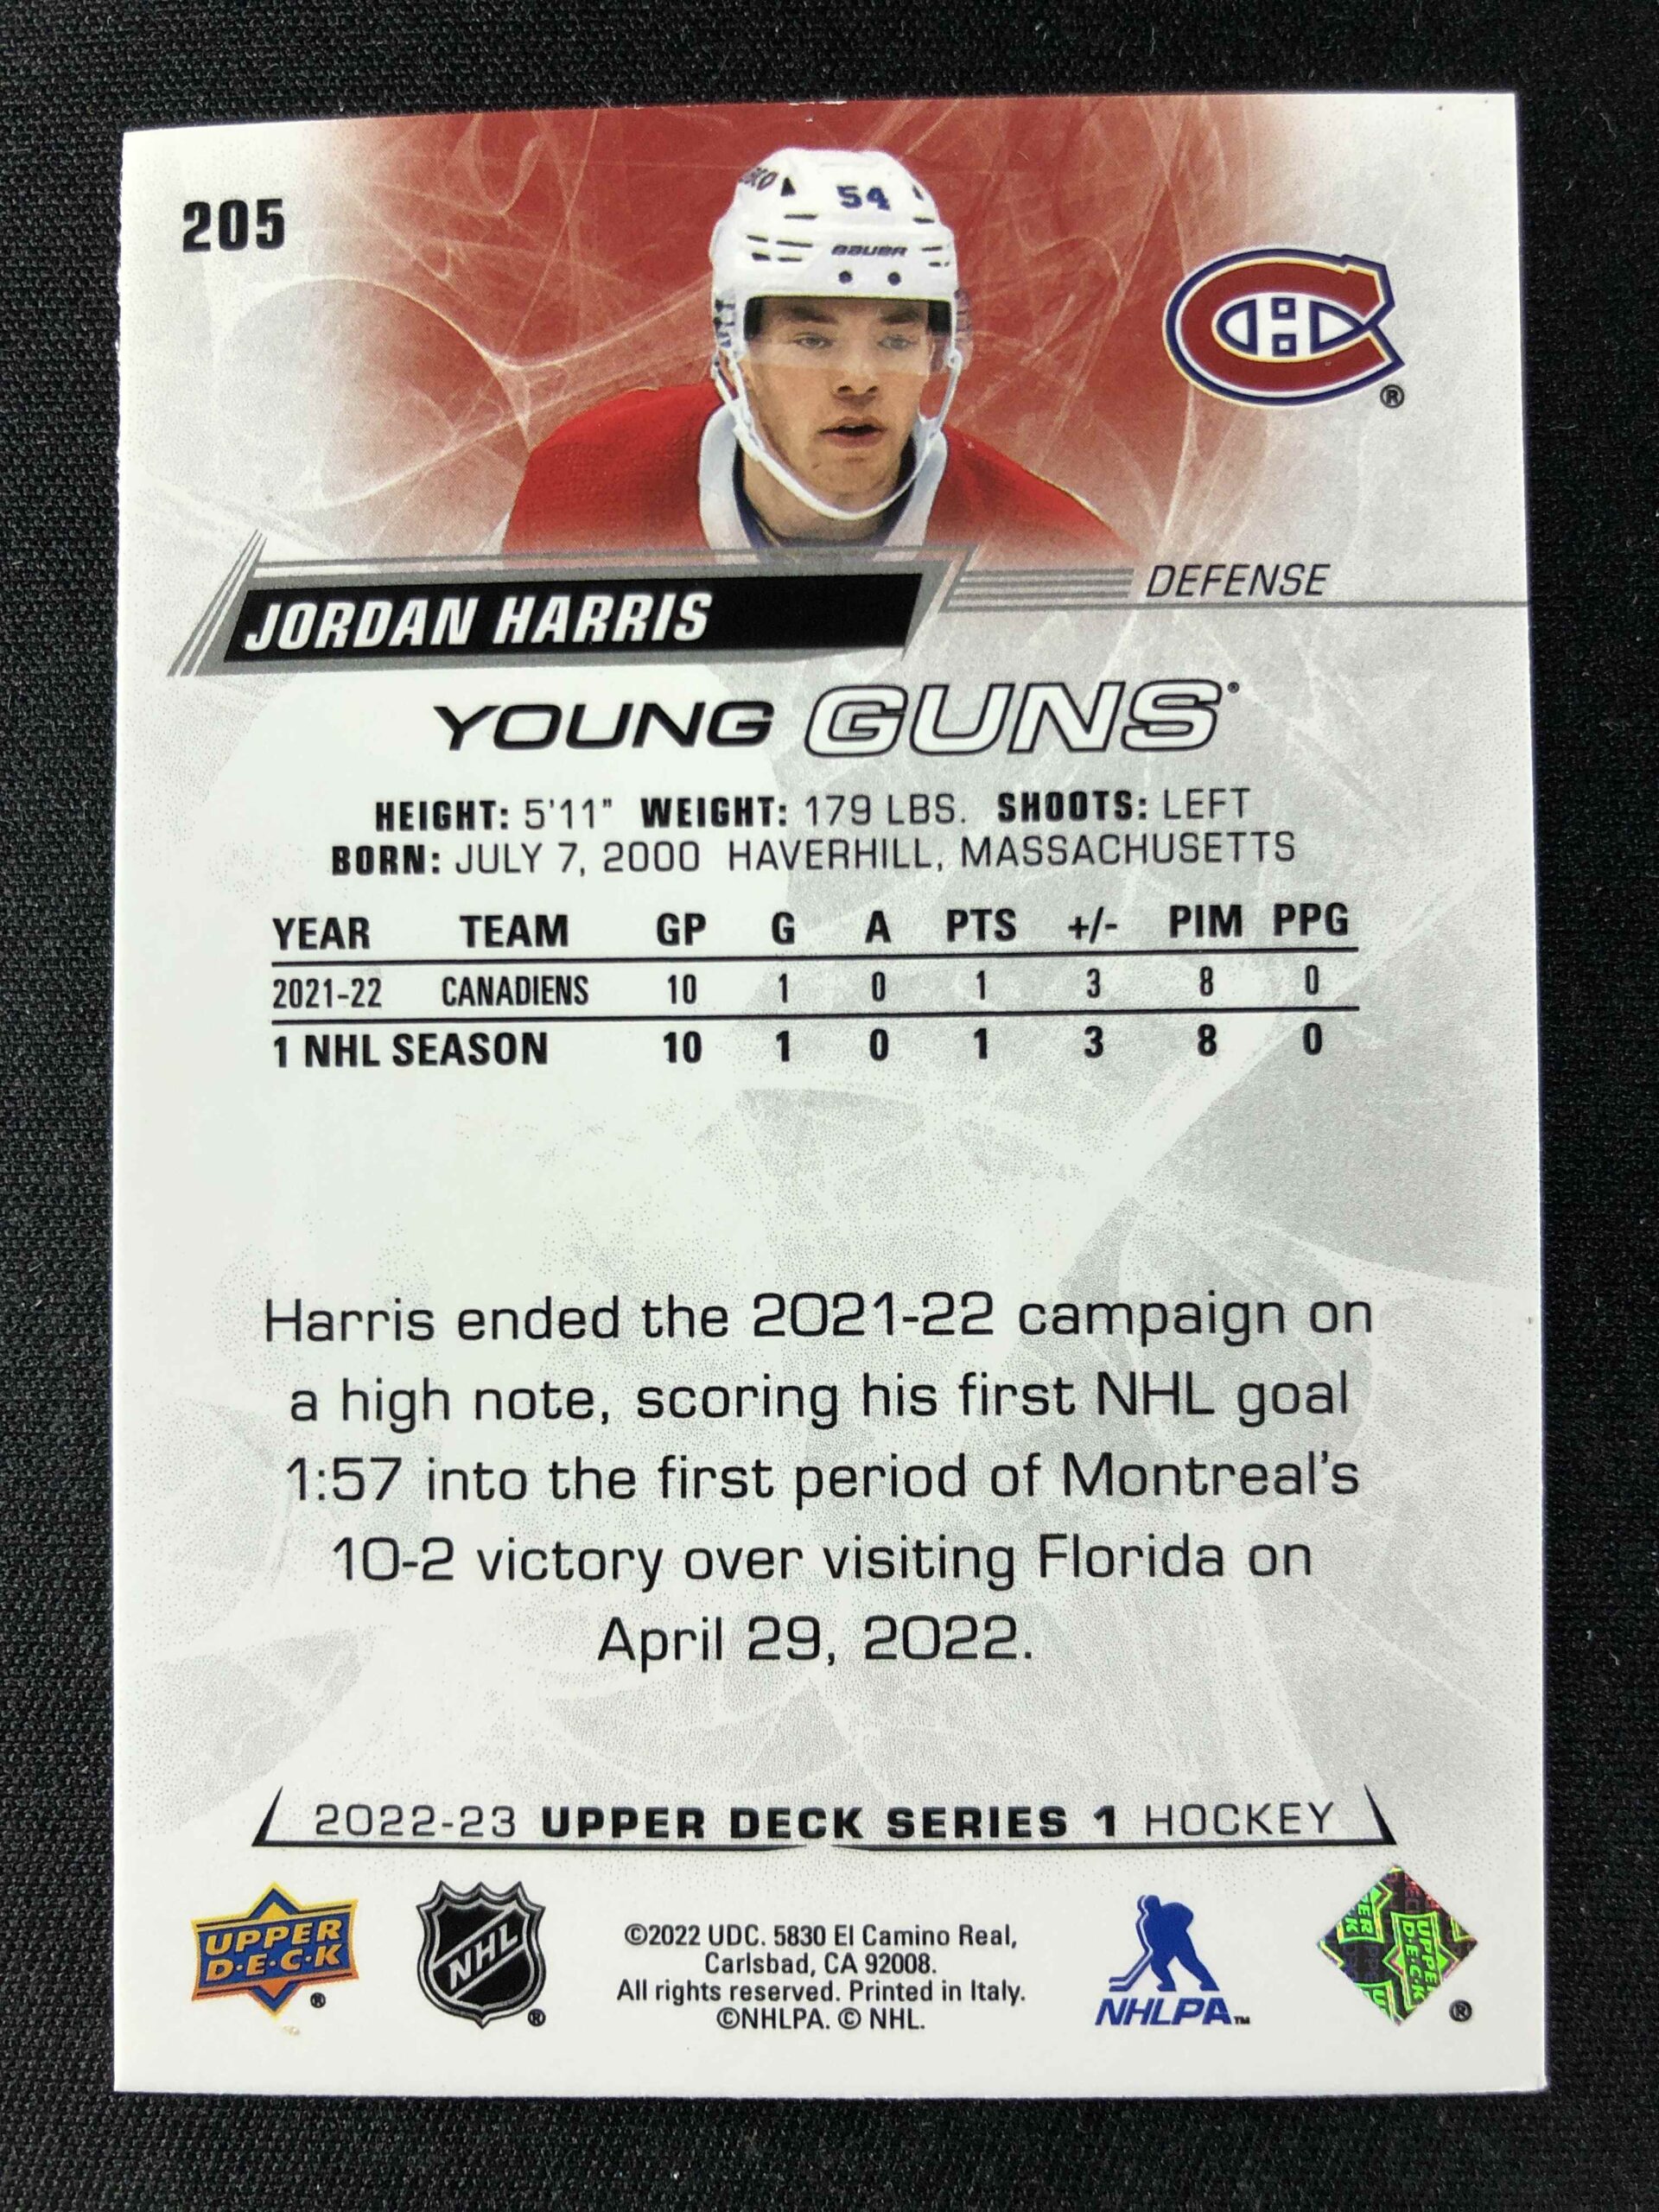 205
54
BAUER
®
JORDAN HARRIS
DEFENSE
YOUNG GUNS®
HEIGHT: 5'11" WEIGHT: 179 LBS. SHOOTS: LEFT
BORN: JULY 7, 2000 HAVERHILL, MASSACHUSETTS
YEAR TEAM GP G A PTS +/- PIM PPG
2021-22 CANADIENS 10 1 0 1 3 8 0
1 NHL SEASON 10 1 0 1 3 8 0
Harris ended the 2021-22 campaign on
a high note, scoring his first NHL goal
1:57 into the first period of Montreal's
10-2 victory over visiting Florida on
April 29, 2022.
2022-23 UPPER DECK SERIES 1 HOCKEY
UPPER
D·E·C·K
®
NHL
®
©2022 UDC. 5830 El Camino Real,
Carlsbad, CA 92008.
All rights reserved. Printed in Italy.
©NHLPA. © NHL.
NHLPA™
UPPE
D·E·C·K
®